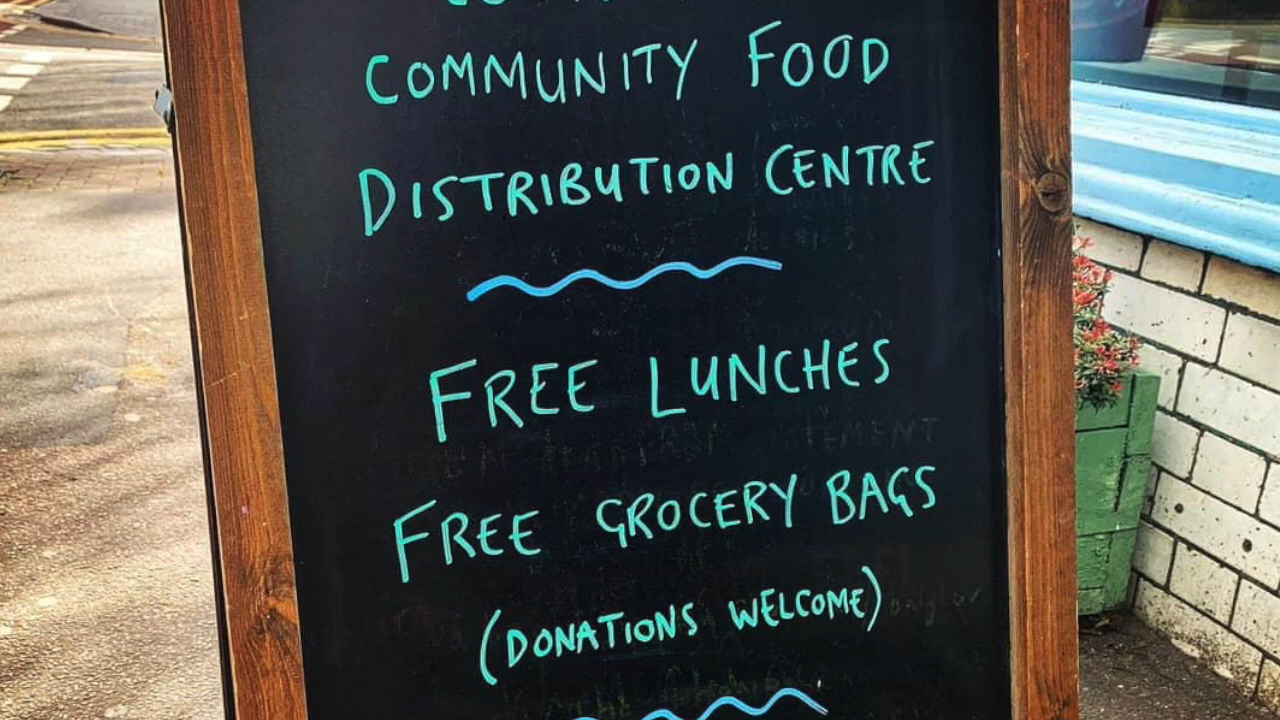 COMMUNITY FOOD
DISTRIBUTION CENTRE
FREE LUNCHES
FREE GROCERY BAGS
(DONATIONS WELCOME)